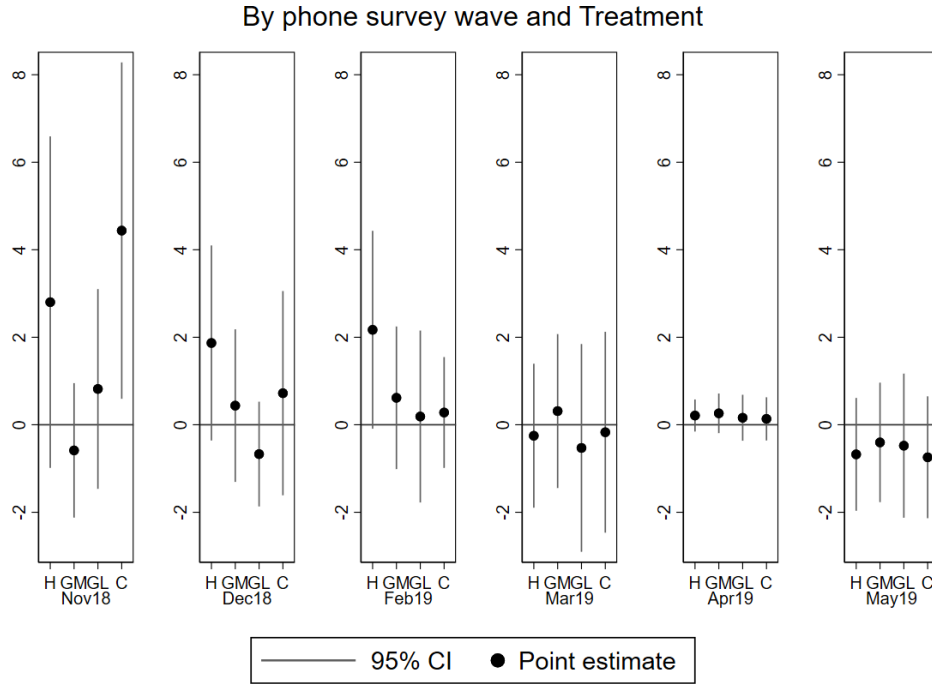 By phone survey wave and Treatment
8 8 8 8 8 8
6 6 6 6 6 6
4 4 4 4 4 4
2 2 2 2 2 2
0 0 0 0 0 0
-2 -2 -2 -2 -2 -2
H GMGL C H GMGL C H GMGL C H GMGL C H GMGL C H GMGL C
Nov18 Dec18 Feb19 Mar19 Apr19 May19
95% CI Point estimate